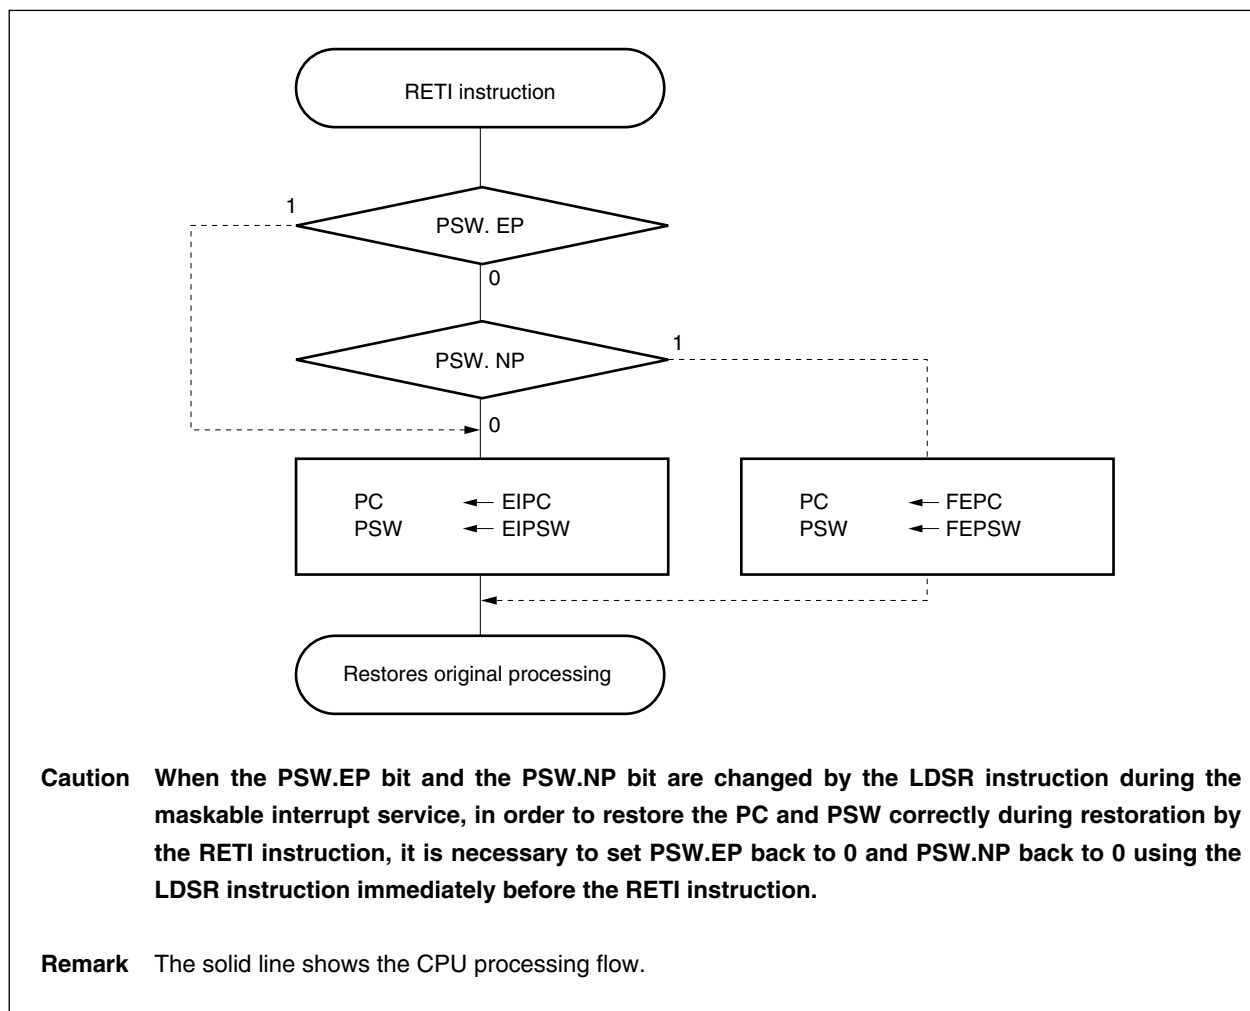 RETI instruction
1
PSW. EP
0
1
PSW. NP
0
PC ← EIPC
PSW ← EIPSW
PC ← FEPC
PSW ← FEPSW
Restores original processing
Caution When the PSW.EP bit and the PSW.NP bit are changed by the LDSR instruction during the
maskable interrupt service, in order to restore the PC and PSW correctly during restoration by
the RETI instruction, it is necessary to set PSW.EP back to 0 and PSW.NP back to 0 using the
LDSR instruction immediately before the RETI instruction.
Remark The solid line shows the CPU processing flow.